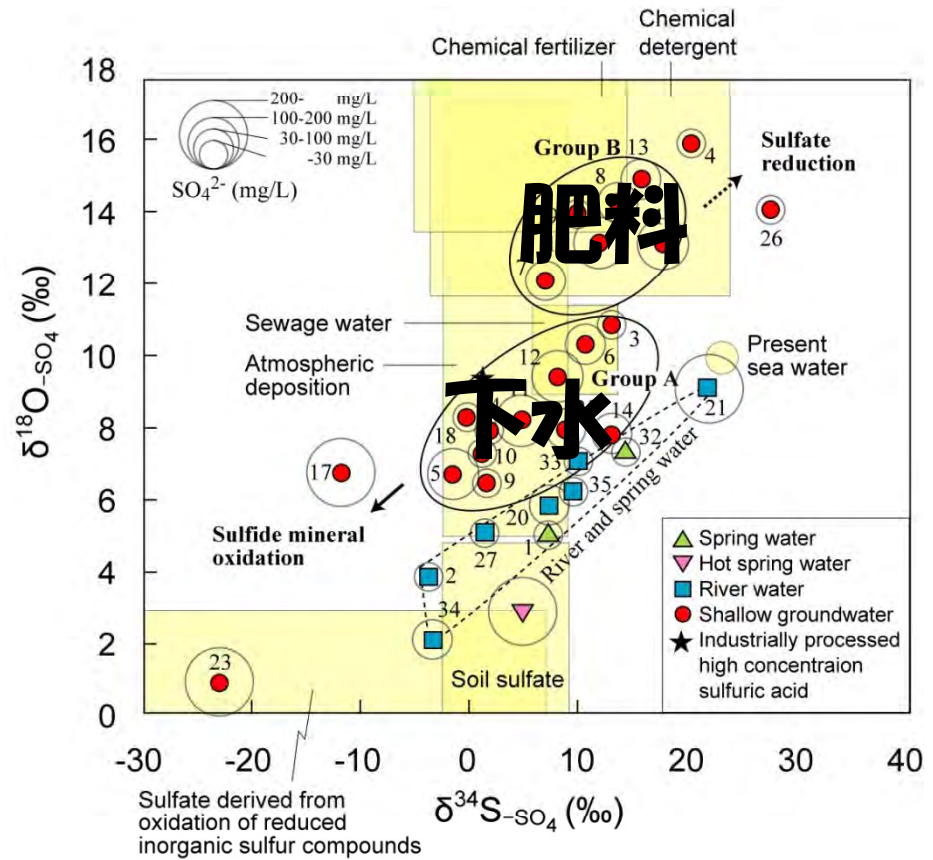 Chemical
detergent
Chemical fertilizer
18
16
14
12
10
8
6
4
2
0
δ18O-SO4 (‰)
200- mg/L
100-200 mg/L
30-100 mg/L
-30 mg/L
SO4 2- (mg/L)
Group B
13
8
4
Sulfate
reduction
26
肥料
7
Sewage water
Atmospheric
deposition
3
6
12
Group A
Present
sea water
21
下水
14
18
10
33
32
17
5
9
35
20
Sulfide mineral
oxidation
27
1
River and spring water
2
34
23
Soil sulfate
Spring water
Hot spring water
River water
Shallow groundwater
Industrially processed
high concentraion
sulfuric acid
-30 -20 -10 0 10 20 30 40
δ34S-SO4 (‰)
Sulfate derived from
oxidation of reduced
inorganic sulfur compounds